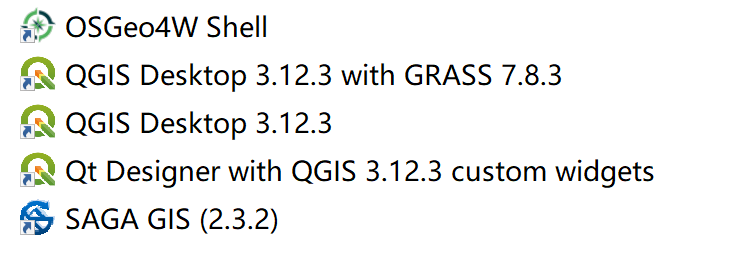 OSGeo4W Shell
QGIS Desktop 3.12.3 with GRASS 7.8.3
QGIS Desktop 3.12.3
Qt Designer with QGIS 3.12.3 custom widgets
SAGA GIS (2.3.2)